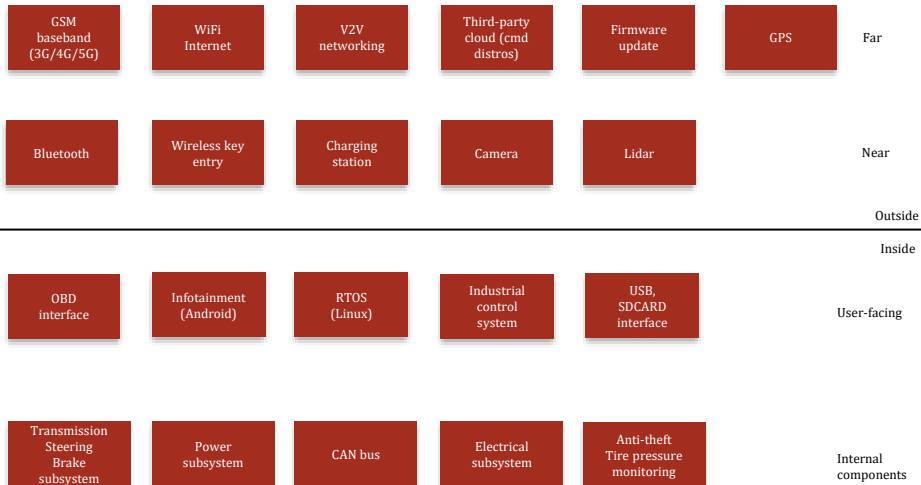 GSM
baseband
(3G/4G/5G)
WiFi
Internet
V2V
networking
Third-party
cloud (cmd
distros)
Firmware
update
GPS
Far
Bluetooth
Wireless key
entry
Charging
station
Camera
Lidar
Near
Outside
Inside
OBD
interface
Infotainment
(Android)
RTOS
(Linux)
Industrial
control
system
USB,
SDCARD
interface
User-facing
Transmission
Steering
Brake
subsystem
Power
subsystem
CAN bus
Electrical
subsystem
Anti-theft
Tire pressure
monitoring
Internal
components